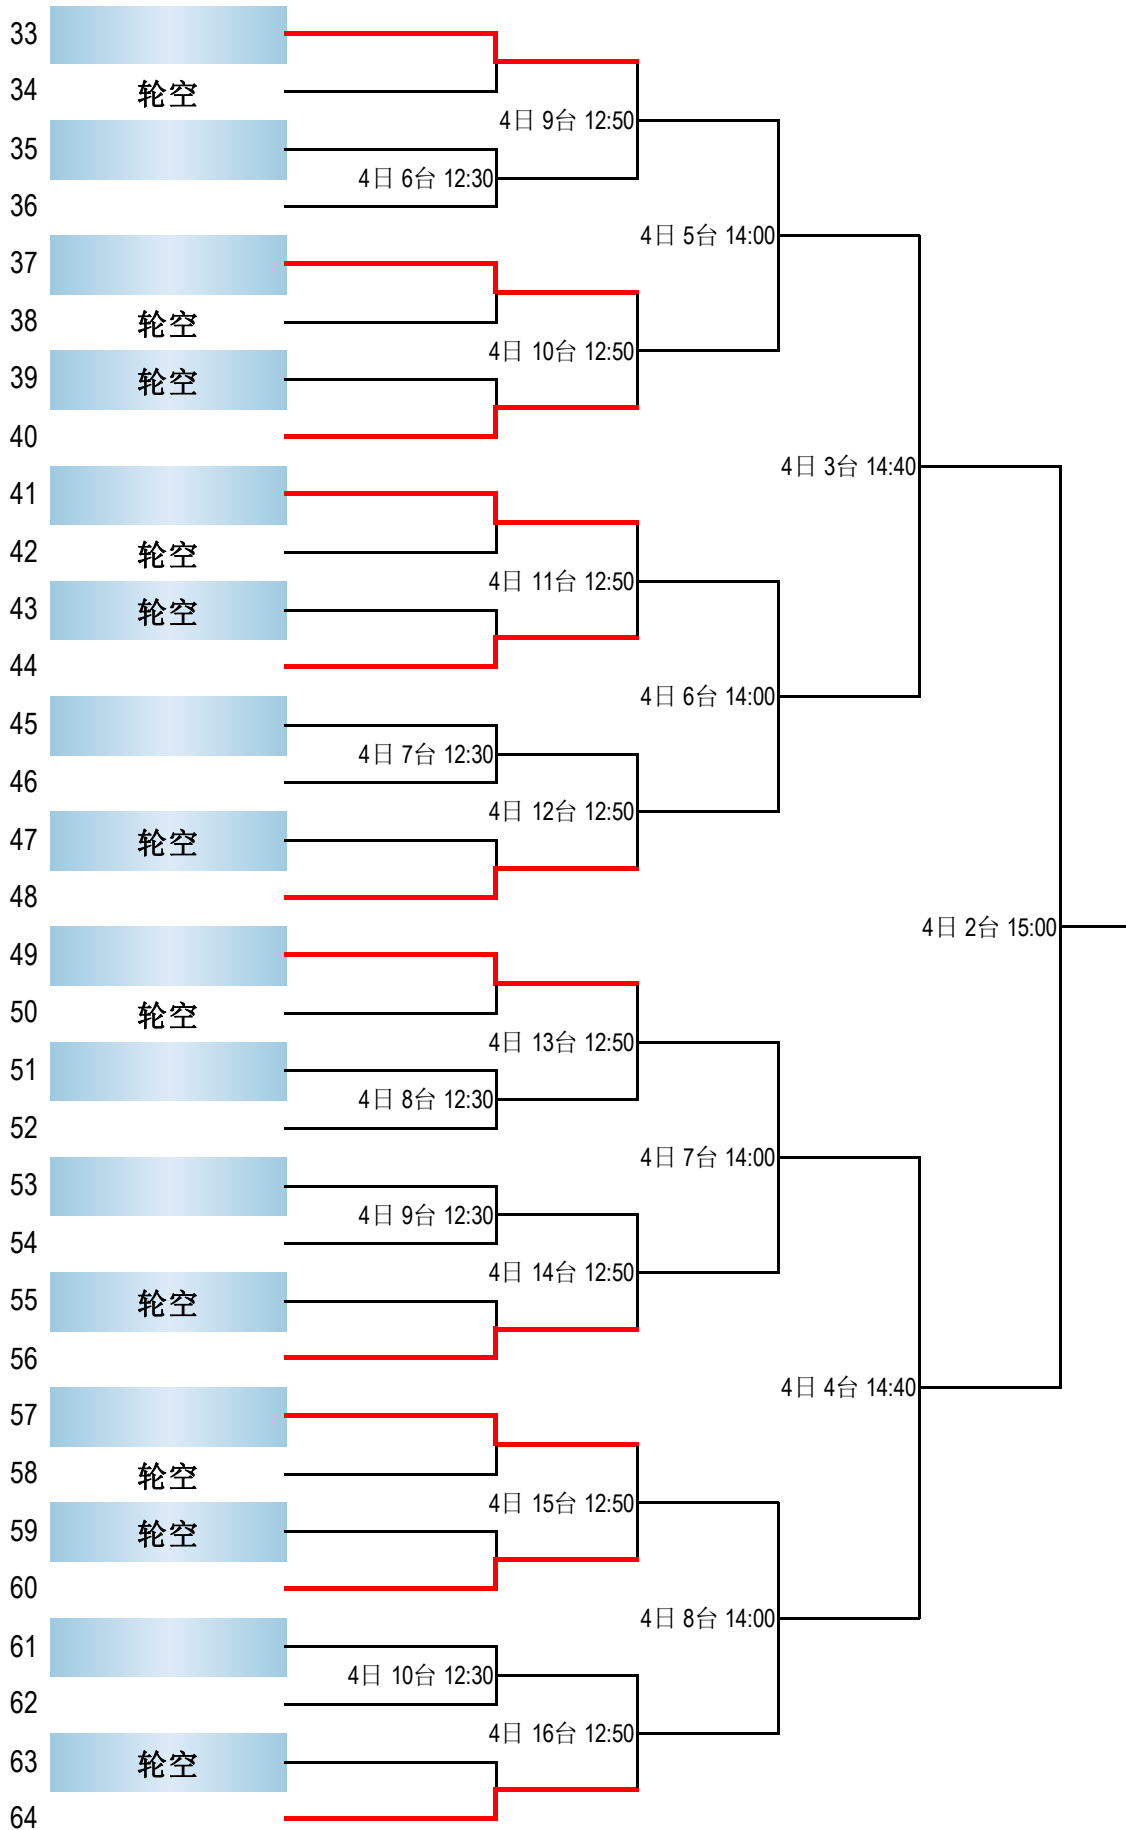 33
34 轮空
4日 9台 12:50
35
4日 6台 12:30
36
4日 5台 14:00
37
38 轮空
4日 10台 12:50
39 轮空
40
4日 3台 14:40
41
42 轮空
4日 11台 12:50
43 轮空
44
4日 6台 14:00
45
4日 7台 12:30
46
4日 12台 12:50
47 轮空
48
4日 2台 15:00
49
50 轮空
4日 13台 12:50
51
4日 8台 12:30
52
4日 7台 14:00
53
4日 9台 12:30
54
4日 14台 12:50
55 轮空
56
4日 4台 14:40
57
58 轮空
4日 15台 12:50
59 轮空
60
4日 8台 14:00
61
4日 10台 12:30
62
4日 16台 12:50
63 轮空
64